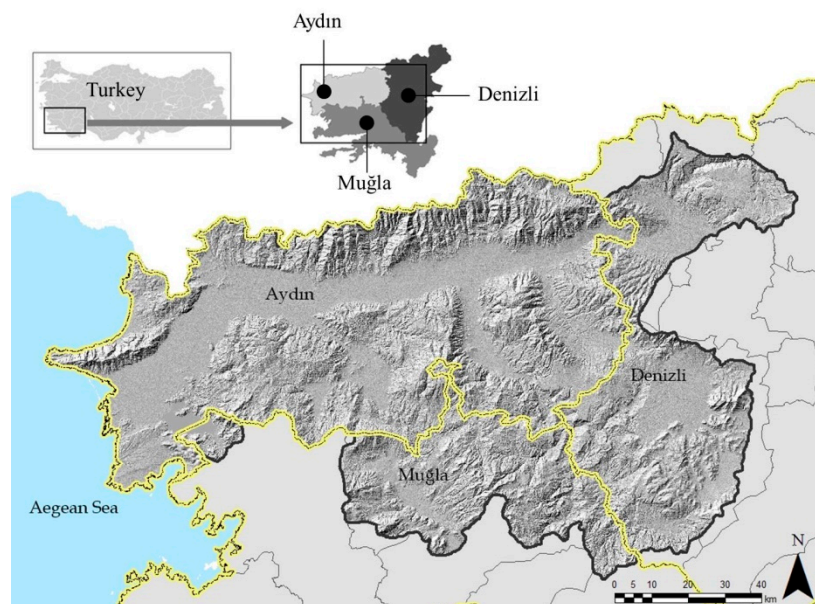 Aydın
Turkey
Denizli
Muğla
Aydın
Denizli
Muğla
Aegean Sea
N
0 5 10 20 30 40
km